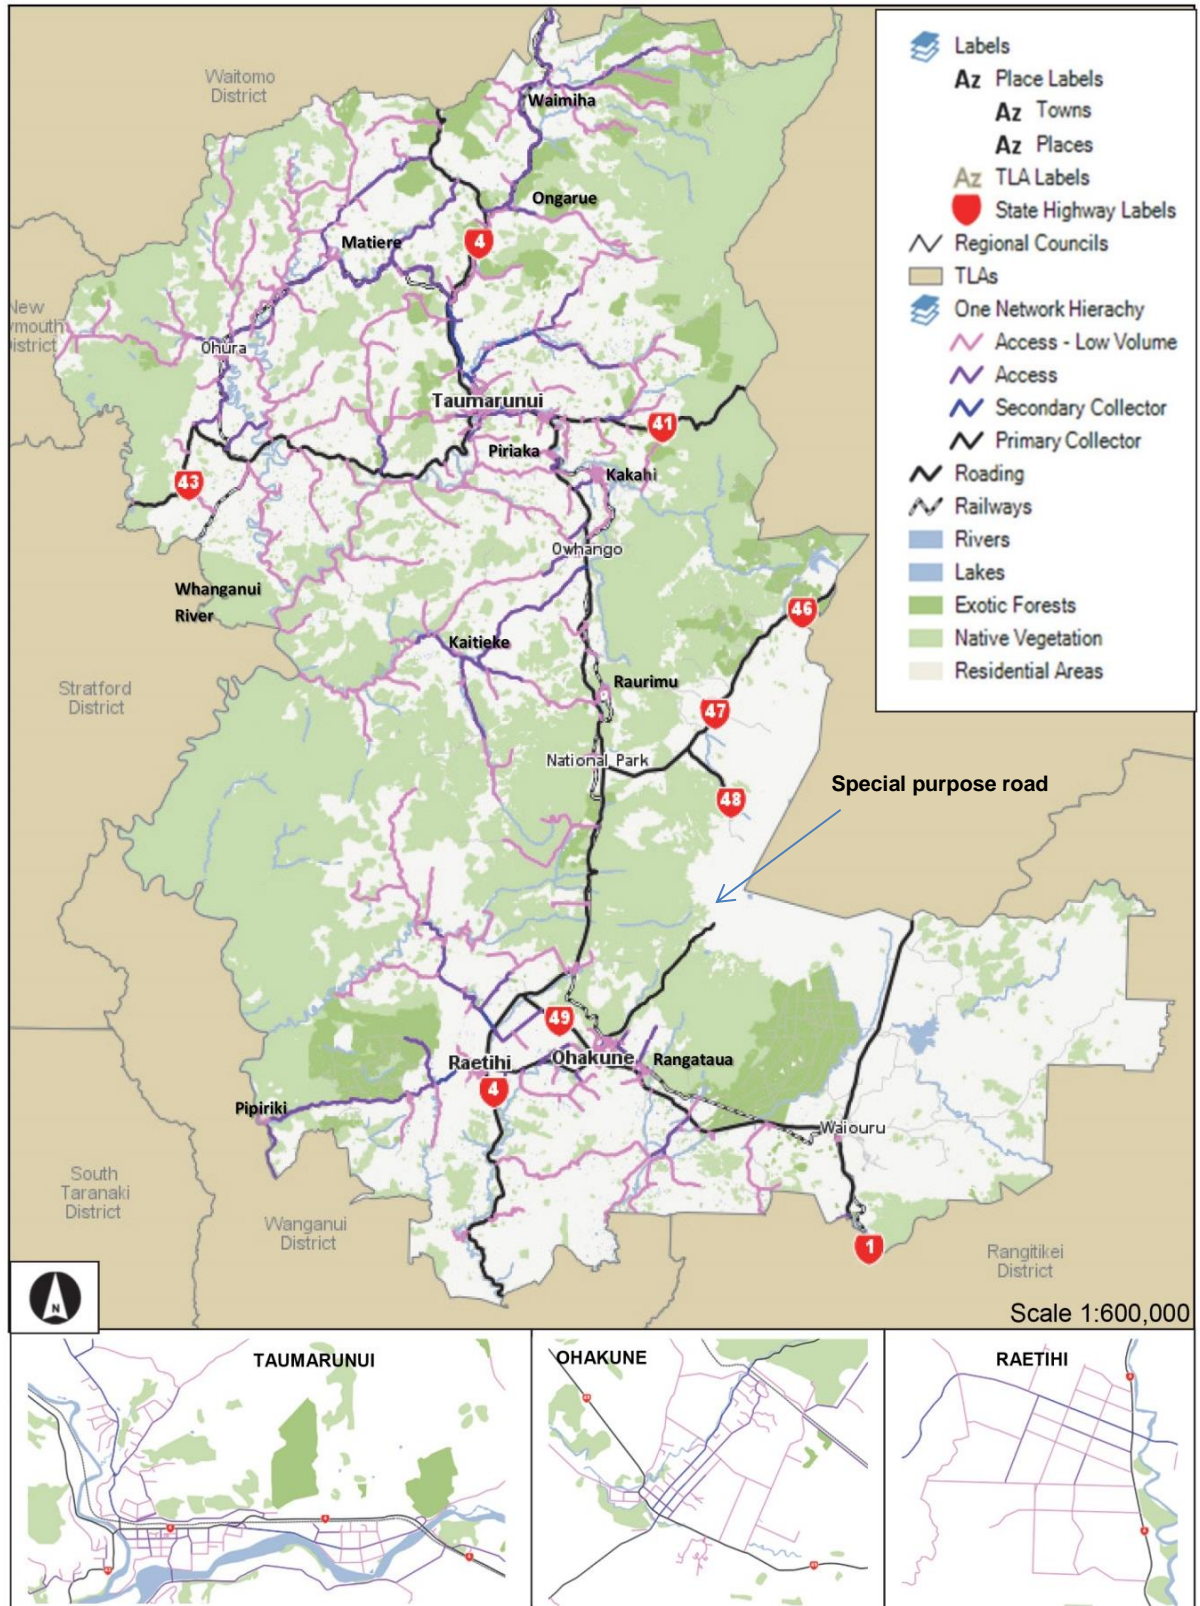 Waitomo
District
Waimiha
Ongarue
Matiere
4
New
ymouth
istrict
Ohura
Taumarunui
41
Piriaka
Kakahi
43
Owhango
Whanganui
River
46
Kaitieke
Raurimu
Stratford
District
47
National Park
48
Special purpose road
49
Raetihi
Ohakune
Rangataua
4
Pipiriki
Waiouru
South
Taranaki
District
Wanganui
District
1
Rangitikei
District
N
Scale 1:600,000
Labels
Az Place Labels
Az Towns
Az Places
Az TLA Labels
State Highway Labels
Regional Councils
TLAs
One Network Hierachy
Access - Low Volume
Access
Secondary Collector
Primary Collector
Roading
Railways
Rivers
Lakes
Exotic Forests
Native Vegetation
Residential Areas
TAUMARUNUI
OHAKUNE
RAETIHI